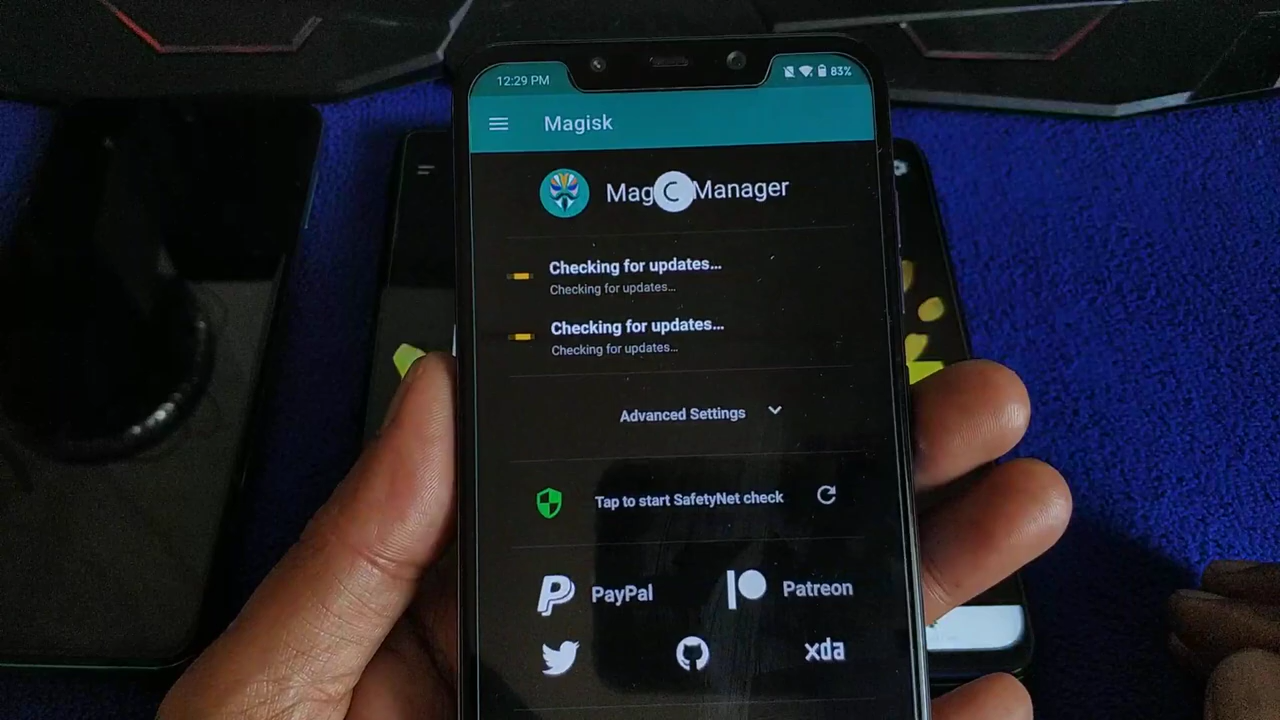 12:29 PM 83%
Magisk
Mag Manager
Checking for updates...
Checking for updates...
Checking for updates...
Checking for updates...
Advanced Settings
Tap to start SafetyNet check
PayPal Patreon
xda